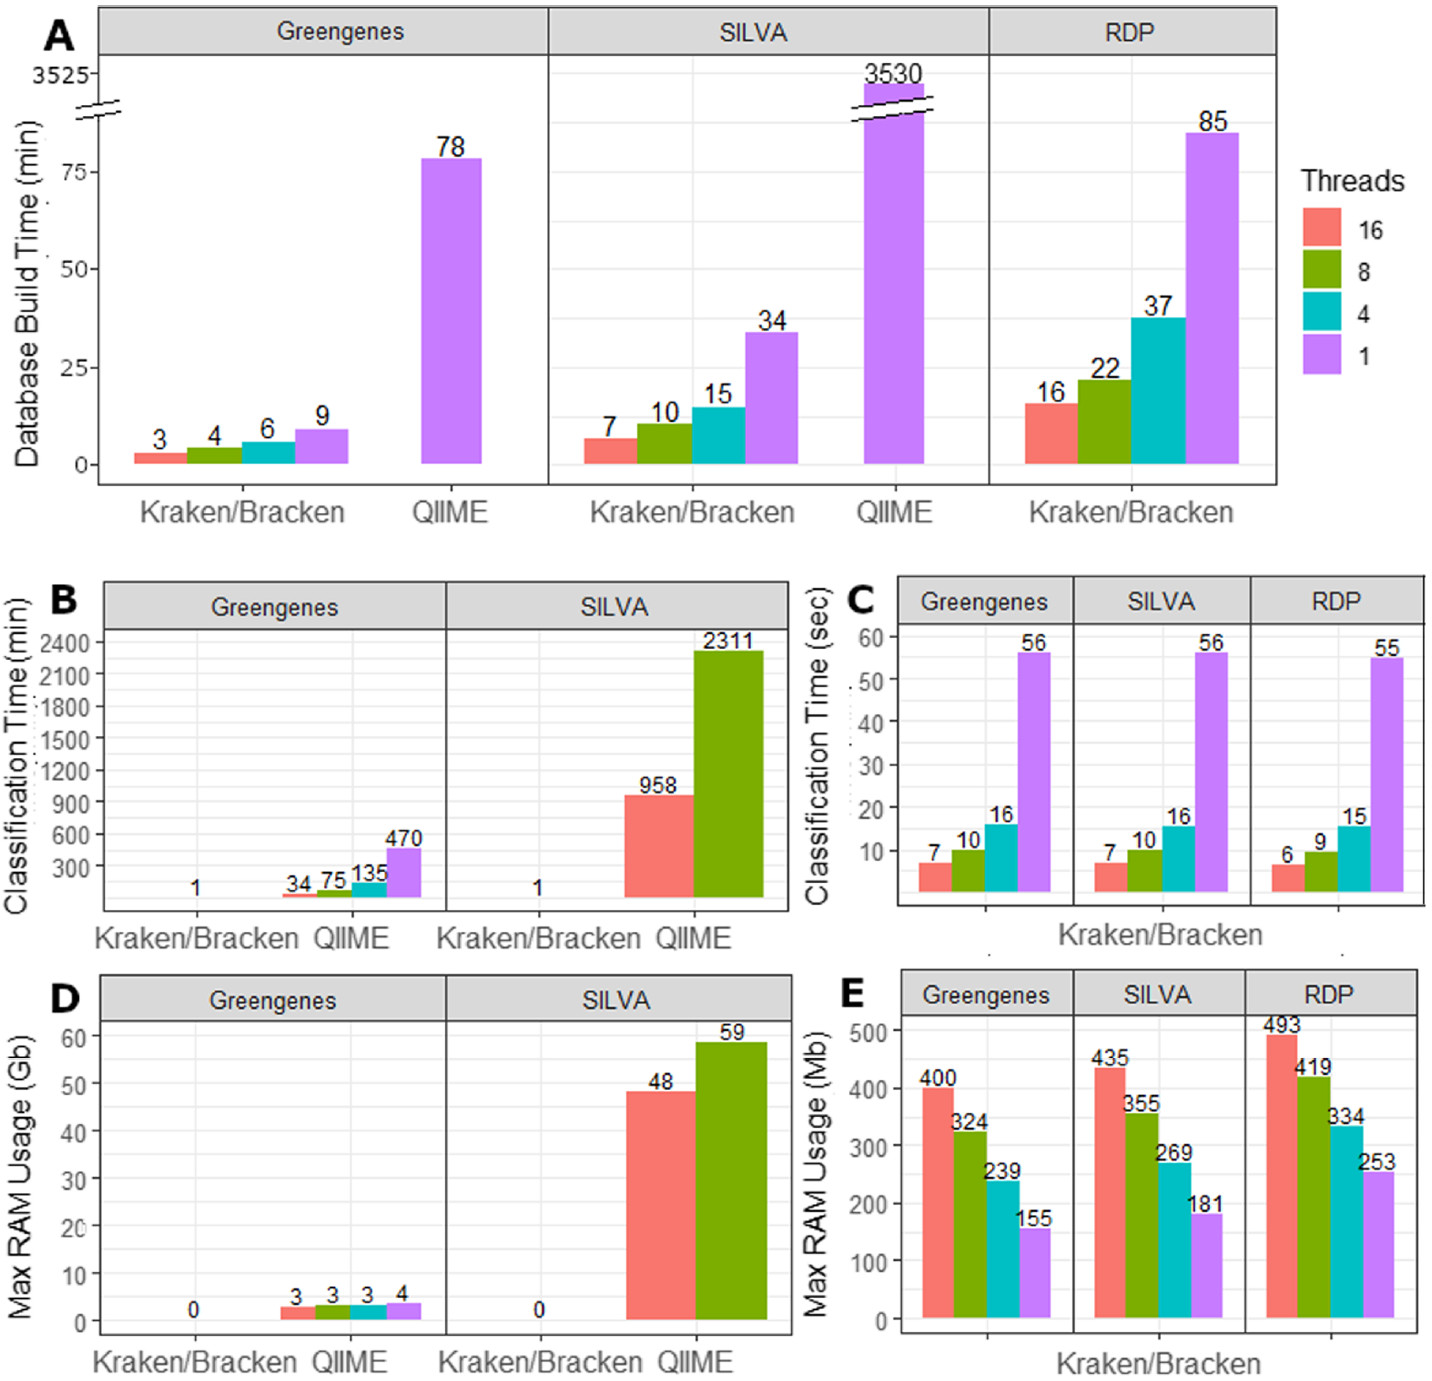 A
Greengenes
SILVA
RDP
Database Build Time (min)
3525
75
50
25
0
3
4
6
9
78
7
10
15
34
3530
16
22
37
85
Kraken/Bracken
QIIME
Kraken/Bracken
QIIME
Kraken/Bracken
Threads
16
8
4
1
B
Greengenes
SILVA
Classification Time (min)
2400
2100
1800
1500
1200
900
600
300
1
34
75
135
470
1
958
2311
Kraken/Bracken
QIIME
Kraken/Bracken
QIIME
C
Greengenes
SILVA
RDP
Classification Time (sec)
60
50
40
30
20
10
7
10
16
56
7
10
16
56
6
9
15
55
Kraken/Bracken
D
Greengenes
SILVA
Max RAM Usage (Gb)
60
50
40
30
20
10
0
0
3
3
3
4
0
48
59
Kraken/Bracken
QIIME
Kraken/Bracken
QIIME
E
Greengenes
SILVA
RDP
Max RAM Usage (Mb)
500
400
300
200
100
0
400
324
239
155
435
355
269
181
493
419
334
253
Kraken/Bracken